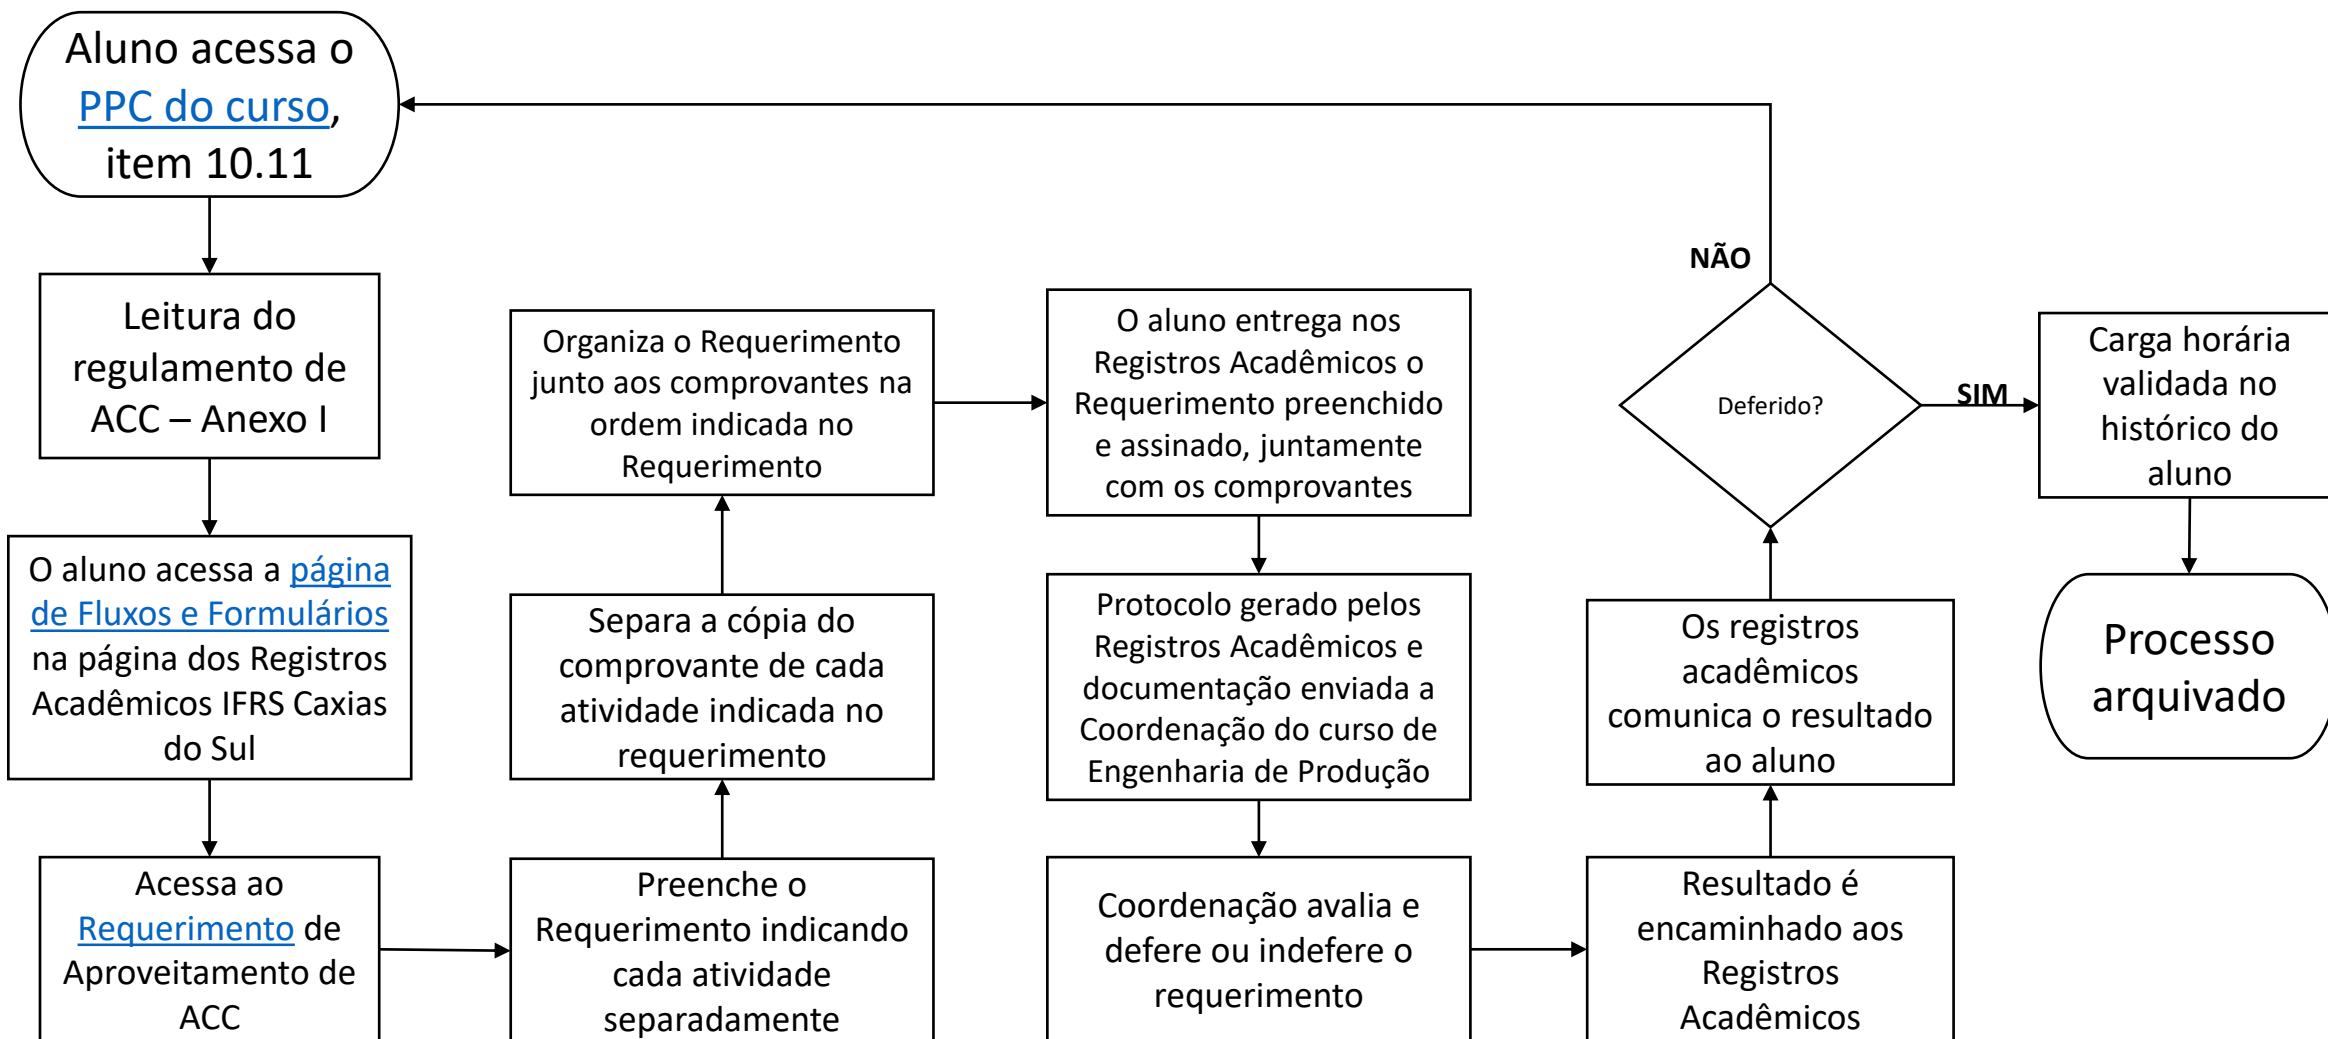 Aluno acessa o
PPC do curso,
item 10.11
Leitura do
regulamento de
ACC – Anexo I
O aluno acessa a página
de Fluxos e Formulários
na página dos Registros
Acadêmicos IFRS Caxias
do Sul
Acessa ao
Requerimento de
Aproveitamento de
ACC
Preenche o
Requerimento indicando
cada atividade
separadamente
Separa a cópia do
comprovante de cada
atividade indicada no
requerimento
Organiza o Requerimento
junto aos comprovantes na
ordem indicada no
Requerimento
O aluno entrega nos
Registros Acadêmicos o
Requerimento preenchido
e assinado, juntamente
com os comprovantes
Protocolo gerado pelos
Registros Acadêmicos e
documentação enviada a
Coordenação do curso de
Engenharia de Produção
Coordenação avalia e
defere ou indefere o
requerimento
Resultado é
encaminhado aos
Registros
Acadêmicos
Os registros
acadêmicos
comunica o resultado
ao aluno
Deferido?
NÃO
SIM
Carga horária
validada no
histórico do
aluno
Processo
arquivado